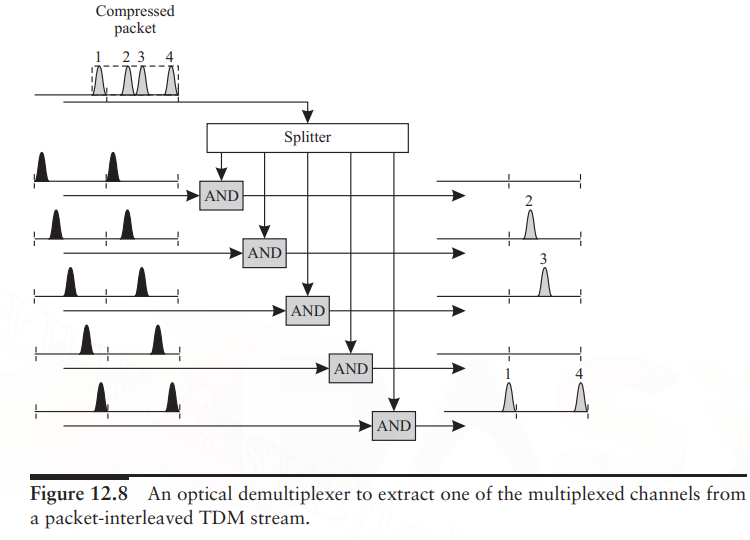 Compressed
packet
1 2 3 4
Splitter
AND
2
AND
3
AND
AND
1 4
AND
Figure 12.8 An optical demultiplexer to extract one of the multiplexed channels from
a packet-interleaved TDM stream.